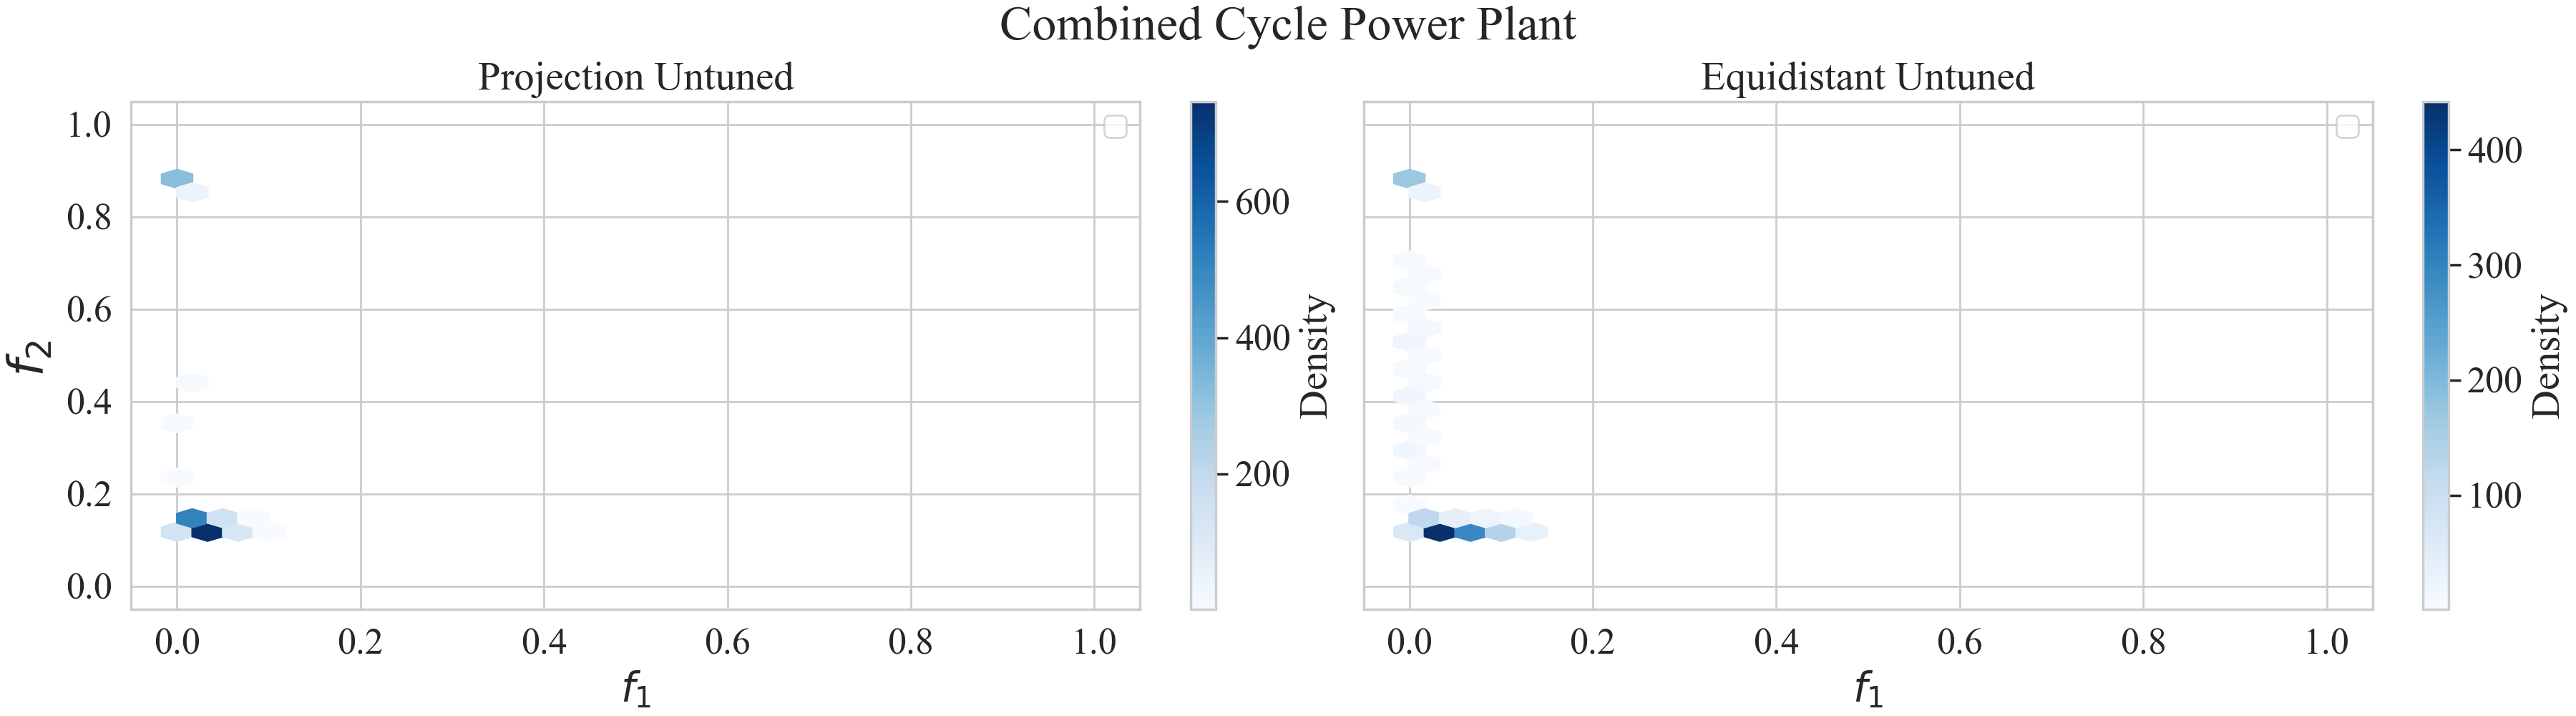 Combined Cycle Power Plant
Projection Untuned
Equidistant Untuned
1.0
0.8
0.6
0.4
0.2
0.0
f2
0.0 0.2 0.4 0.6 0.8 1.0
f1
600
400
200
Density
0.0 0.2 0.4 0.6 0.8 1.0
f1
400
300
200
100
Density